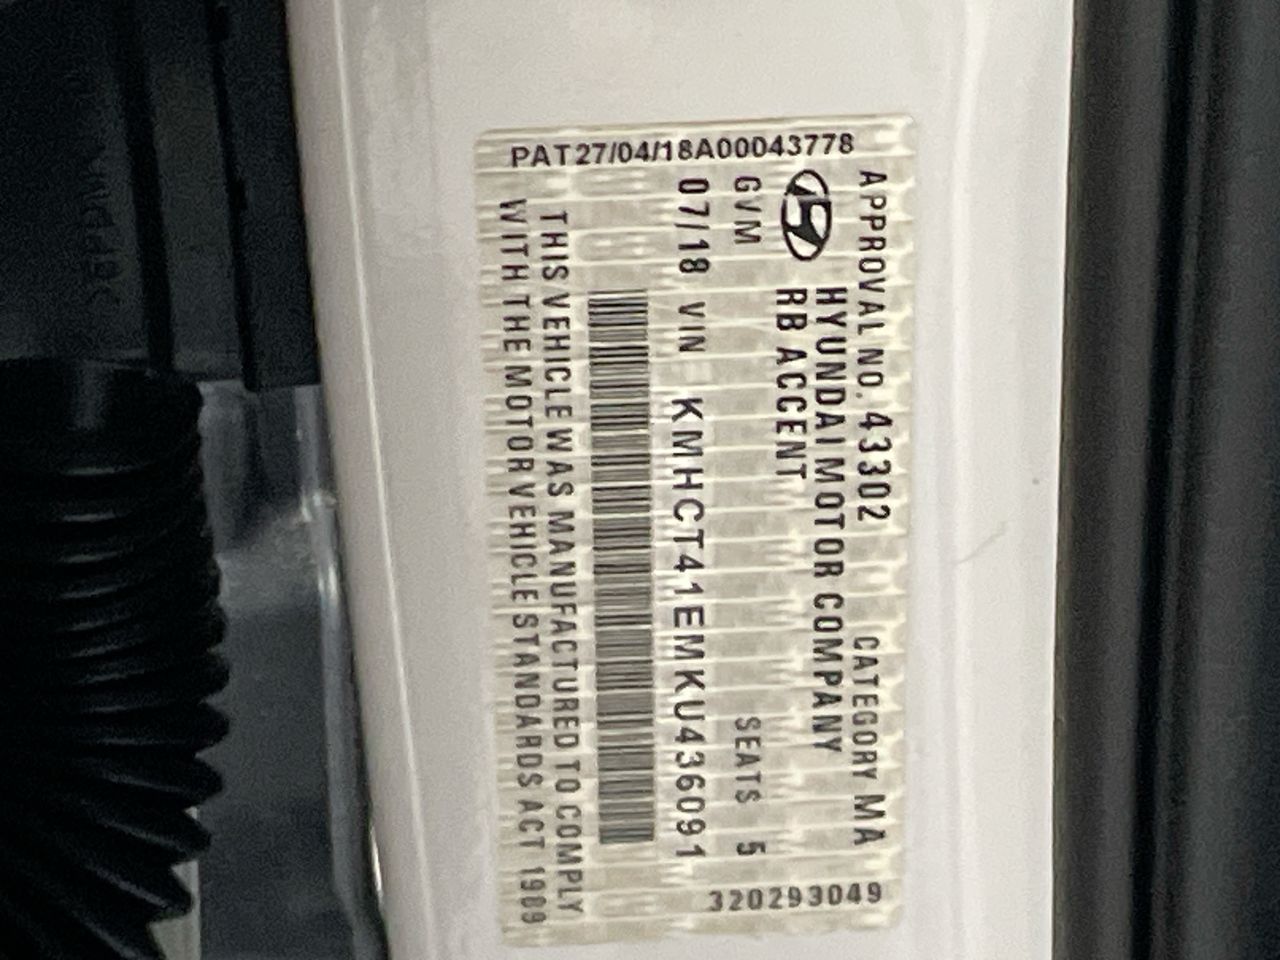 PAT27/04/18A00043778
APPROVAL NO. 43302 CATEGORY MA
HYUNDAI MOTOR COMPANY
RB ACCENT
GVM SEATS 5
07/18 VIN KMHCT41EMKU436091
THIS VEHICLE WAS MANUFACTURED TO COMPLY
WITH THE MOTOR VEHICLE STANDARDS ACT 1989
320293049